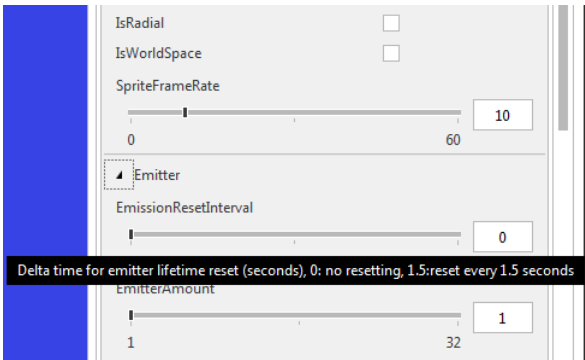 IsRadial
IsWorldSpace
SpriteFrameRate
10
0 60
Emitter
EmissionResetInterval
0
Delta time for emitter lifetime reset (seconds), 0: no resetting, 1.5:reset every 1.5 seconds
EmitterAmount
1
1 32